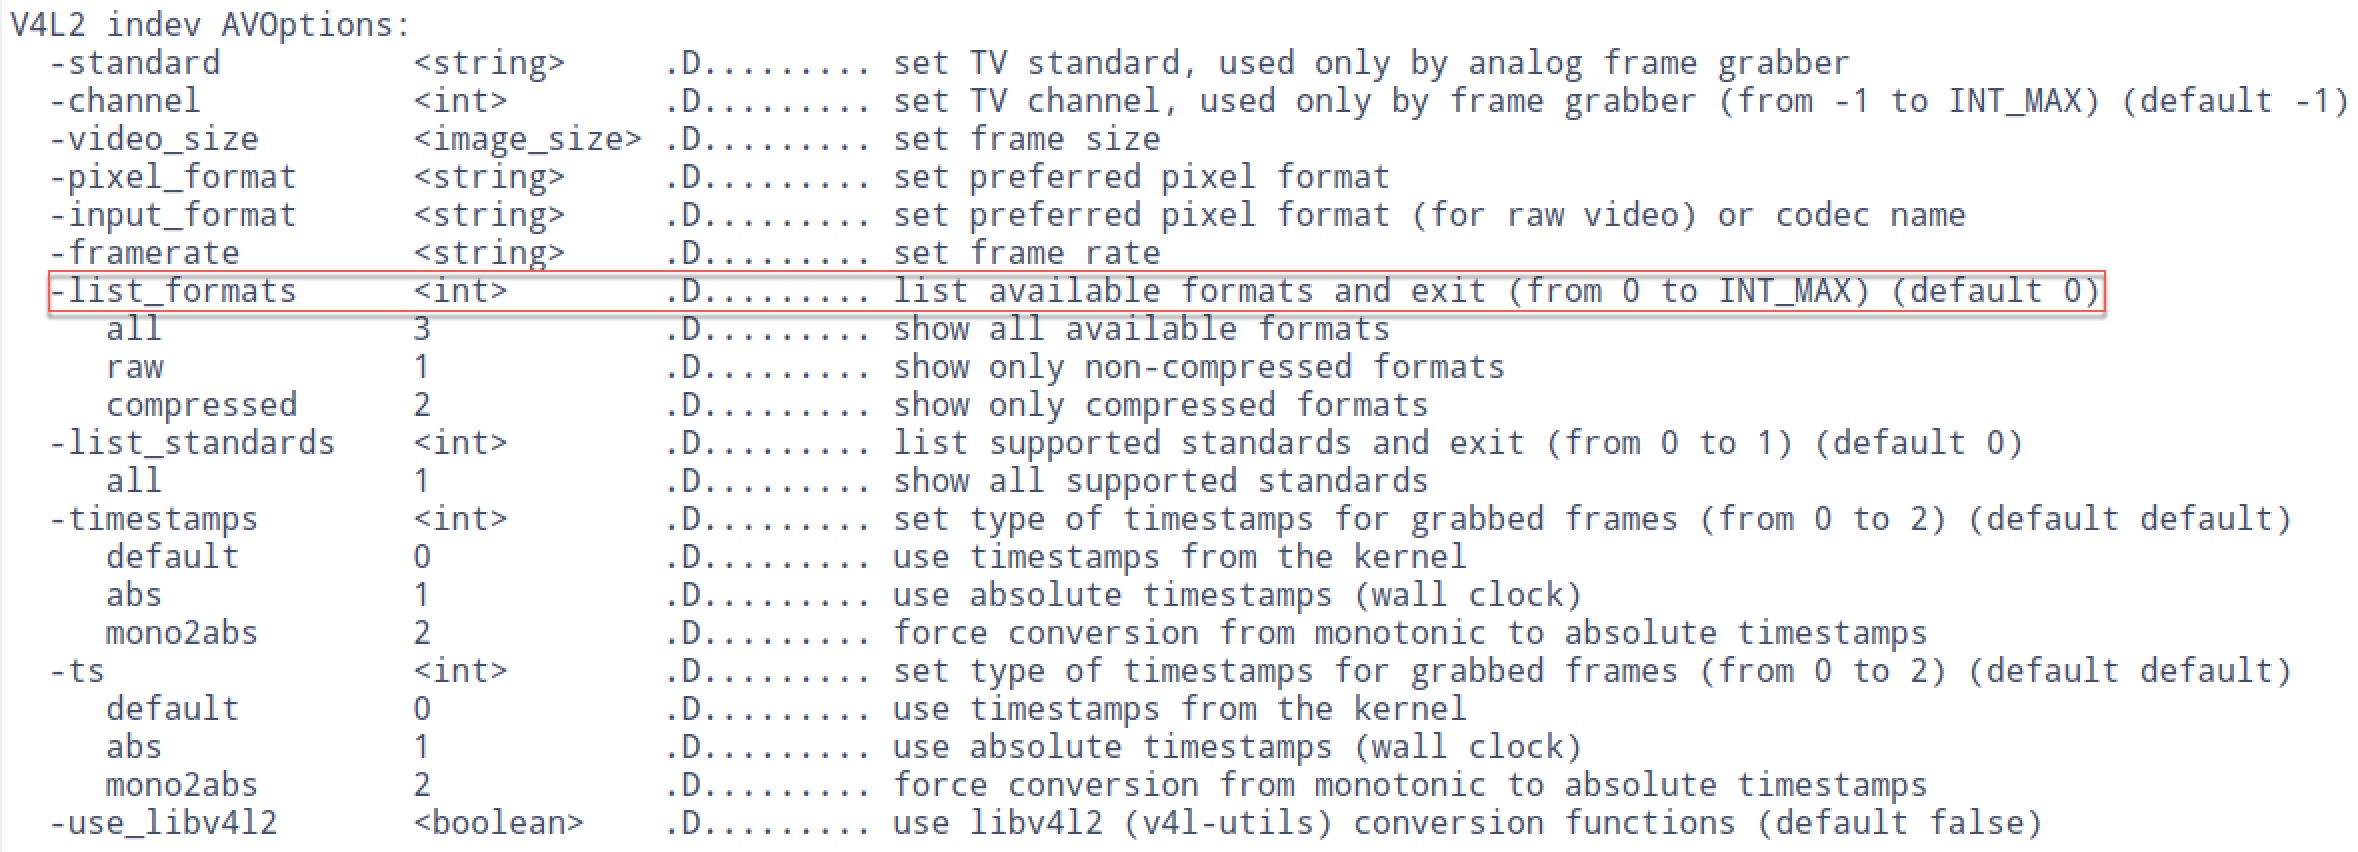 V4L2 indev AVOptions:
  -standard          <string>     .D......... set TV standard, used only by analog frame grabber
  -channel           <int>        .D......... set TV channel, used only by frame grabber (from -1 to INT_MAX) (default -1)
  -video_size        <image_size> .D......... set frame size
  -pixel_format      <string>     .D......... set preferred pixel format
  -input_format      <string>     .D......... set preferred pixel format (for raw video) or codec name
  -framerate         <string>     .D......... set frame rate
  -list_formats      <int>        .D......... list available formats and exit (from 0 to INT_MAX) (default 0)
     all             3            .D......... show all available formats
     raw             1            .D......... show only non-compressed formats
     compressed      2            .D......... show only compressed formats
  -list_standards    <int>        .D......... list supported standards and exit (from 0 to 1) (default 0)
     all             1            .D......... show all supported standards
  -timestamps        <int>        .D......... set type of timestamps for grabbed frames (from 0 to 2) (default default)
     default         0            .D......... use timestamps from the kernel
     abs             1            .D......... use absolute timestamps (wall clock)
     mono2abs        2            .D......... force conversion from monotonic to absolute timestamps
  -ts                <int>        .D......... set type of timestamps for grabbed frames (from 0 to 2) (default default)
     default         0            .D......... use timestamps from the kernel
     abs             1            .D......... use absolute timestamps (wall clock)
     mono2abs        2            .D......... force conversion from monotonic to absolute timestamps
  -use_libv4l2       <boolean>    .D......... use libv4l2 (v4l-utils) conversion functions (default false)